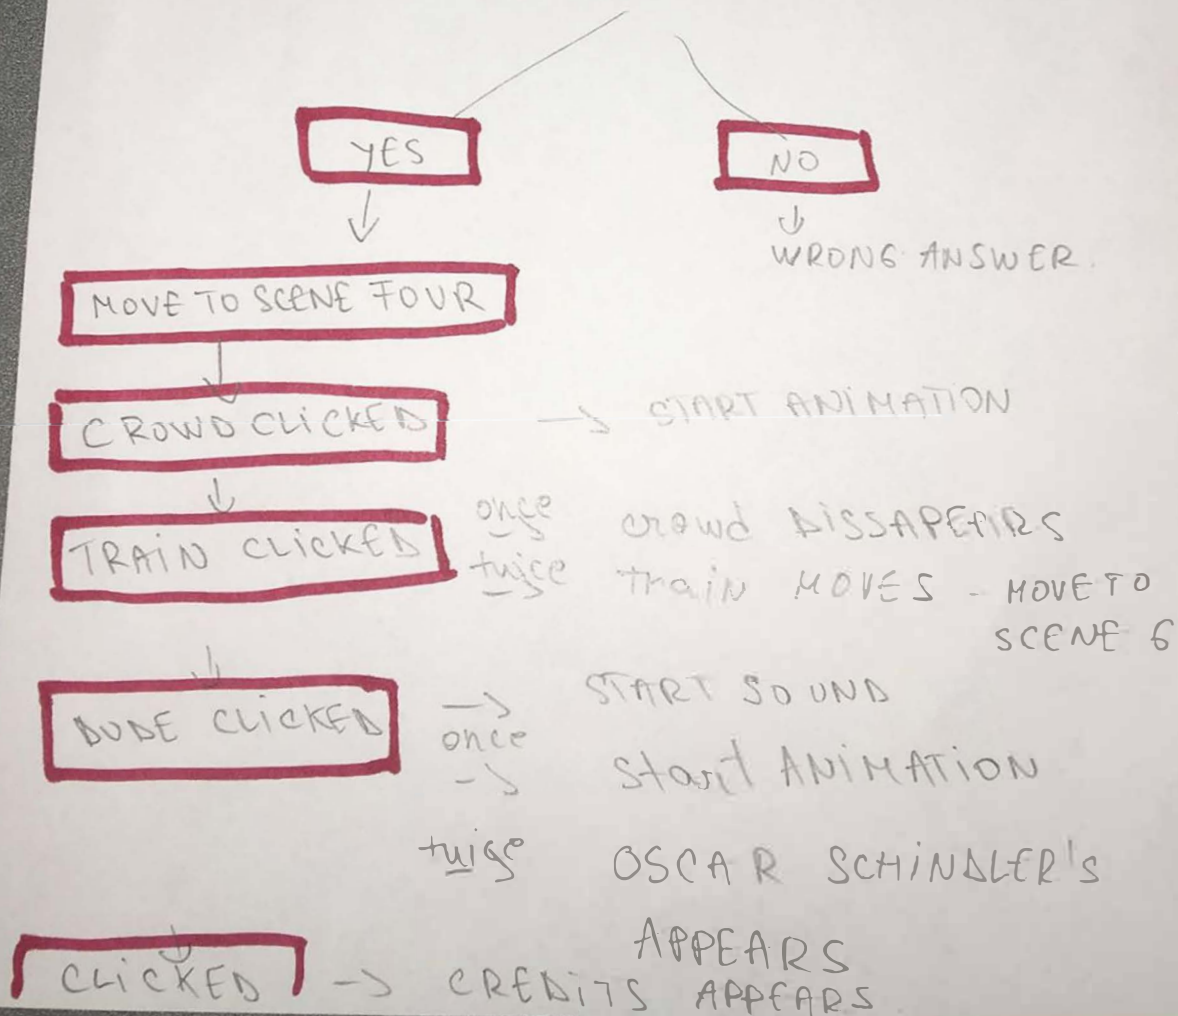 YES
NO
WRONG ANSWER.
MOVE TO SCENE FOUR
CROWD CLICKED -> START ANIMATION
TRAIN CLICKED once crowd DISSAPEARS
twice train MOVES - MOVE TO
SCENE 6
DUDE CLICKED -> START SOUND
once
-> Start ANIMATION
twise OSCAR SCHINDLER's
APPEARS
CLICKED -> CREDITS APPEARS